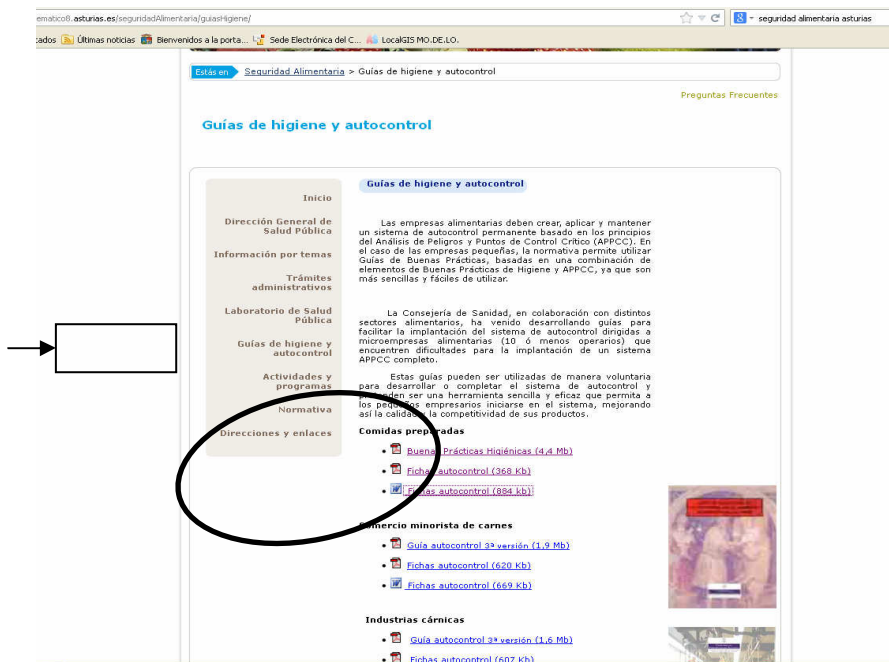 ematico8.asturias.es/seguridadAlimentaria/guiasHigiene/
seguridad alimentaria asturias
ados Últimas noticias Bienvenidos a la porta... Sede Electrónica del C... LocalGIS MO.DE.LO.
Estás en Seguridad Alimentaria > Guías de higiene y autocontrol
Preguntas Frecuentes
Guías de higiene y autocontrol
Inicio
Dirección General de
Salud Pública
Información por temas
Trámites
administrativos
Laboratorio de Salud
Pública
Guías de higiene y
autocontrol
Actividades y
programas
Normativa
Direcciones y enlaces
Guías de higiene y autocontrol
Las empresas alimentarias deben crear, aplicar y mantener
un sistema de autocontrol permanente basado en los principios
del Análisis de Peligros y Puntos de Control Crítico (APPCC). En
el caso de las empresas pequeñas, la normativa permite utilizar
Guías de Buenas Prácticas, basadas en una combinación de
elementos de Buenas Prácticas de Higiene y APPCC, ya que son
más sencillas y fáciles de utilizar.
La Consejería de Sanidad, en colaboración con distintos
sectores alimentarios, ha venido desarrollando guías para
facilitar la implantación del sistema de autocontrol dirigidas a
microempresas alimentarias (10 ó menos operarios) que
encuentren dificultades para la implantación de un sistema
APPCC completo.
Estas guías pueden ser utilizadas de manera voluntaria
para desarrollar o completar el sistema de autocontrol y
pretenden ser una herramienta sencilla y eficaz que permita a
los pequeños empresarios iniciarse en el sistema, mejorando
así la calidad y la competitividad de sus productos.
Comidas preparadas
• Buenas Prácticas Higiénicas (4,4 Mb)
• Fichas autocontrol (368 Kb)
• Fichas autocontrol (884 kb)
Comercio minorista de carnes
• Guía autocontrol 3ª versión (1,9 Mb)
• Fichas autocontrol (620 Kb)
• Fichas autocontrol (669 Kb)
Industrias cárnicas
• Guía autocontrol 3ª versión (1,6 Mb)
• Fichas autocontrol (607 Kb)